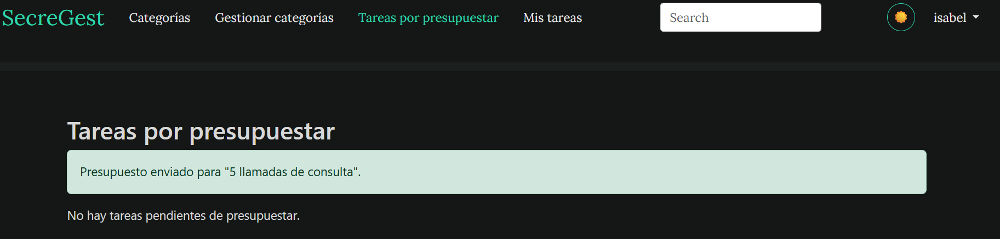 SecreGest Categorías Gestionar categorías Tareas por presupuestar Mis tareas Search isabel
Tareas por presupuestar
Presupuesto enviado para "5 llamadas de consulta".
No hay tareas pendientes de presupuestar.